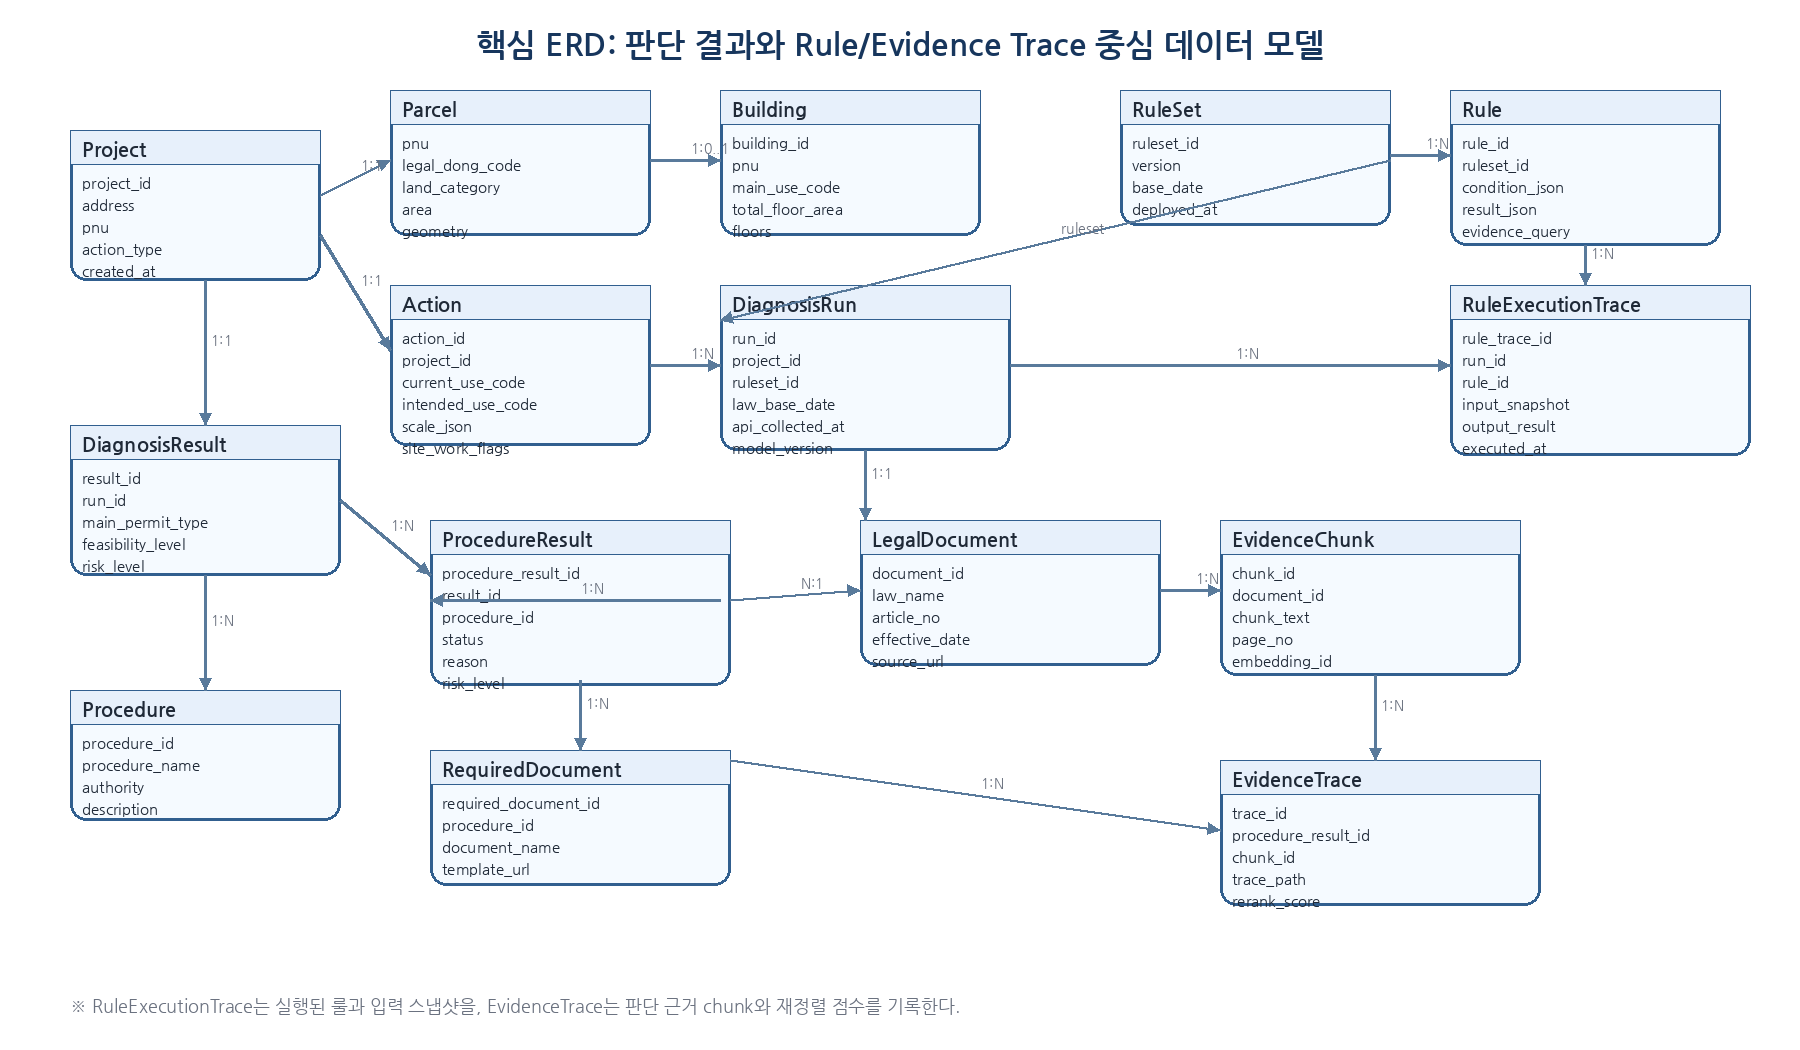 핵심 ERD: 판단 결과와 Rule/Evidence Trace 중심 데이터 모델
Project
project_id
address
pnu
action_type
created_at
1:1
Parcel
pnu
legal_dong_code
land_category
area
geometry
1:0..1
Building
building_id
pnu
main_use_code
total_floor_area
floors
RuleSet
ruleset_id
version
base_date
deployed_at
1:N
ruleset
Rule
rule_id
ruleset_id
condition_json
result_json
evidence_query
1:N
1:1
1:1
Action
action_id
project_id
current_use_code
intended_use_code
scale_json
site_work_flags
1:N
DiagnosisRun
run_id
project_id
ruleset_id
law_base_date
api_collected_at
model_version
1:N
1:1
RuleExecutionTrace
rule_trace_id
run_id
rule_id
input_snapshot
output_result
executed_at
DiagnosisResult
result_id
run_id
main_permit_type
feasibility_level
risk_level
1:N
1:N
ProcedureResult
procedure_result_id
result_id
procedure_id
status
reason
risk_level
1:N
N:1
1:N
LegalDocument
document_id
law_name
article_no
effective_date
source_url
1:N
EvidenceChunk
chunk_id
document_id
chunk_text
page_no
embedding_id
1:N
Procedure
procedure_id
procedure_name
authority
description
RequiredDocument
required_document_id
procedure_id
document_name
template_url
1:N
EvidenceTrace
trace_id
procedure_result_id
chunk_id
trace_path
rerank_score
※ RuleExecutionTrace는 실행된 룰과 입력 스냅샷을, EvidenceTrace는 판단 근거 chunk와 재정렬 점수를 기록한다.